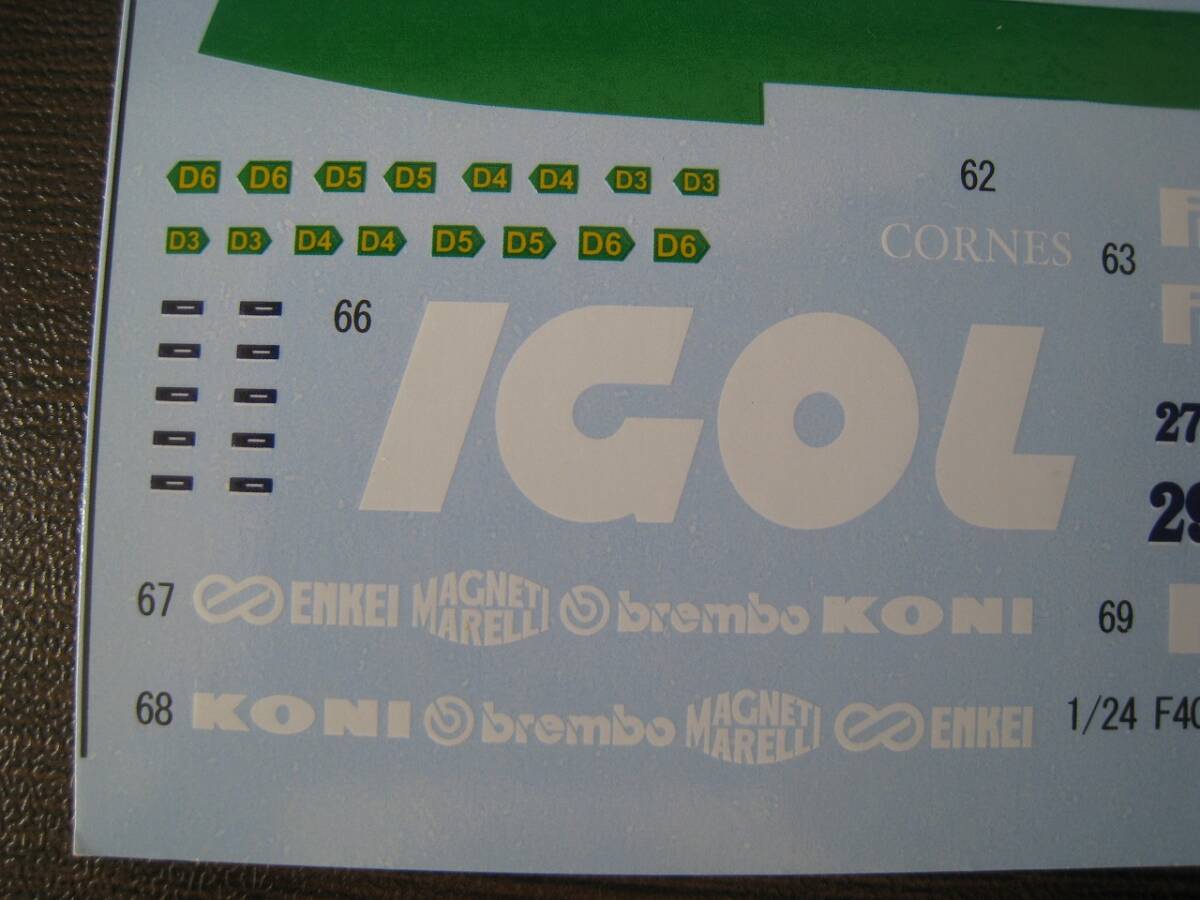 D6 D6 D5 D5 D4 D4 D3 D3
62
D3 D3 D4 D4 D5 D5 D6 D6
CORNES
63
66
IGOL
27
29
67 ENKEI MAGNETI MARELLI brembo KONI
69
68 KONI brembo MAGNETI MARELLI ENKEI
1/24 F40